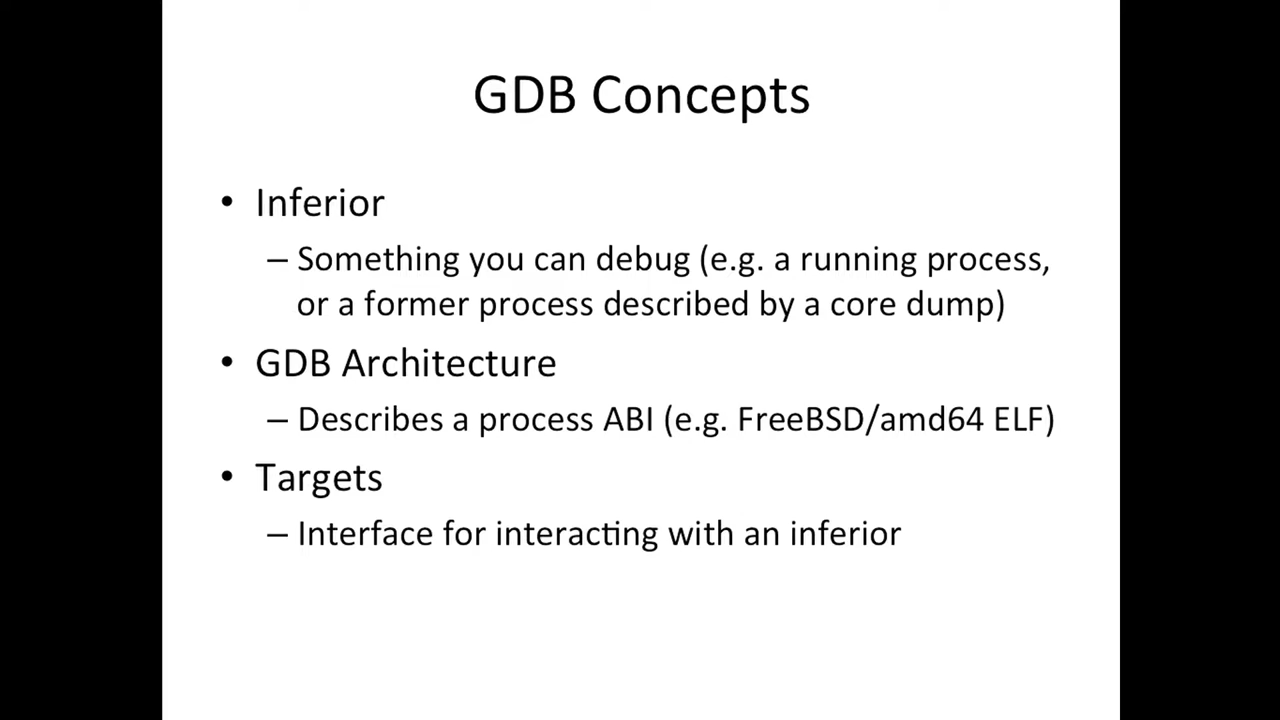 GDB Concepts
• Inferior
– Something you can debug (e.g. a running process,
or a former process described by a core dump)
• GDB Architecture
– Describes a process ABI (e.g. FreeBSD/amd64 ELF)
• Targets
– Interface for interacting with an inferior